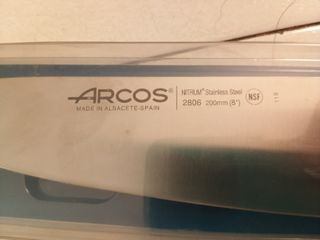 ARCOS®
MADE IN ALBACETE-SPAIN
NITRUM® Stainless Steel
2806 200mm (8")
NSF